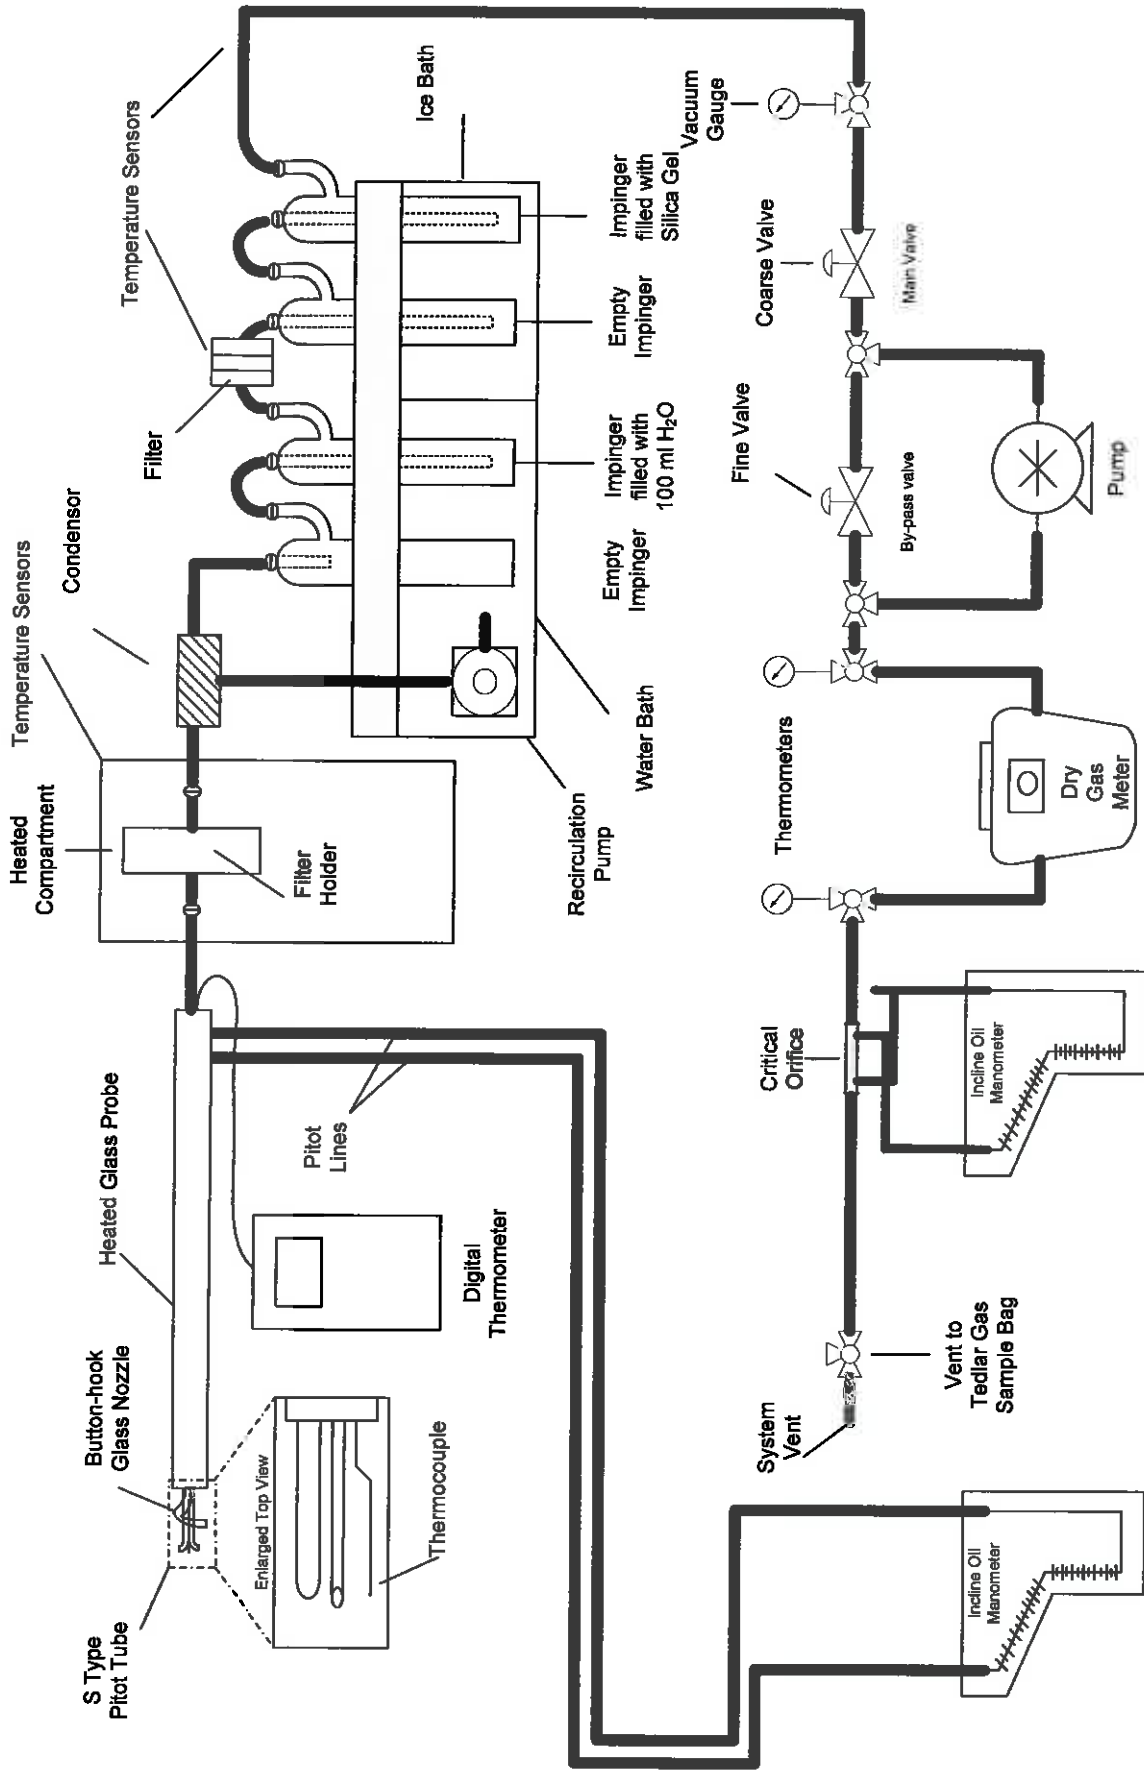 S Type
Pitot Tube
Button-hook
Glass Nozzle
Heated Glass Probe
Heated
Compartment
Temperature Sensors
Condensor
Filter
Temperature Sensors
Ice Bath
Filter
Holder
Enlarged Top View
Thermocouple
Digital
Thermometer
Pitot
Lines
Recirculation
Pump
Water Bath
Empty
Impinger
Impinger
filled with
100 ml H₂O
Empty
Impinger
Impinger
filled with
Silica Gel
Vacuum
Gauge
System
Vent
Vent to
Tedlar Gas
Sample Bag
Critical
Orifice
Thermometers
Fine Valve
By-pass valve
Coarse Valve
Main Valve
Dry
Gas
Meter
Pump
Incline Oil
Manometer
Incline Oil
Manometer